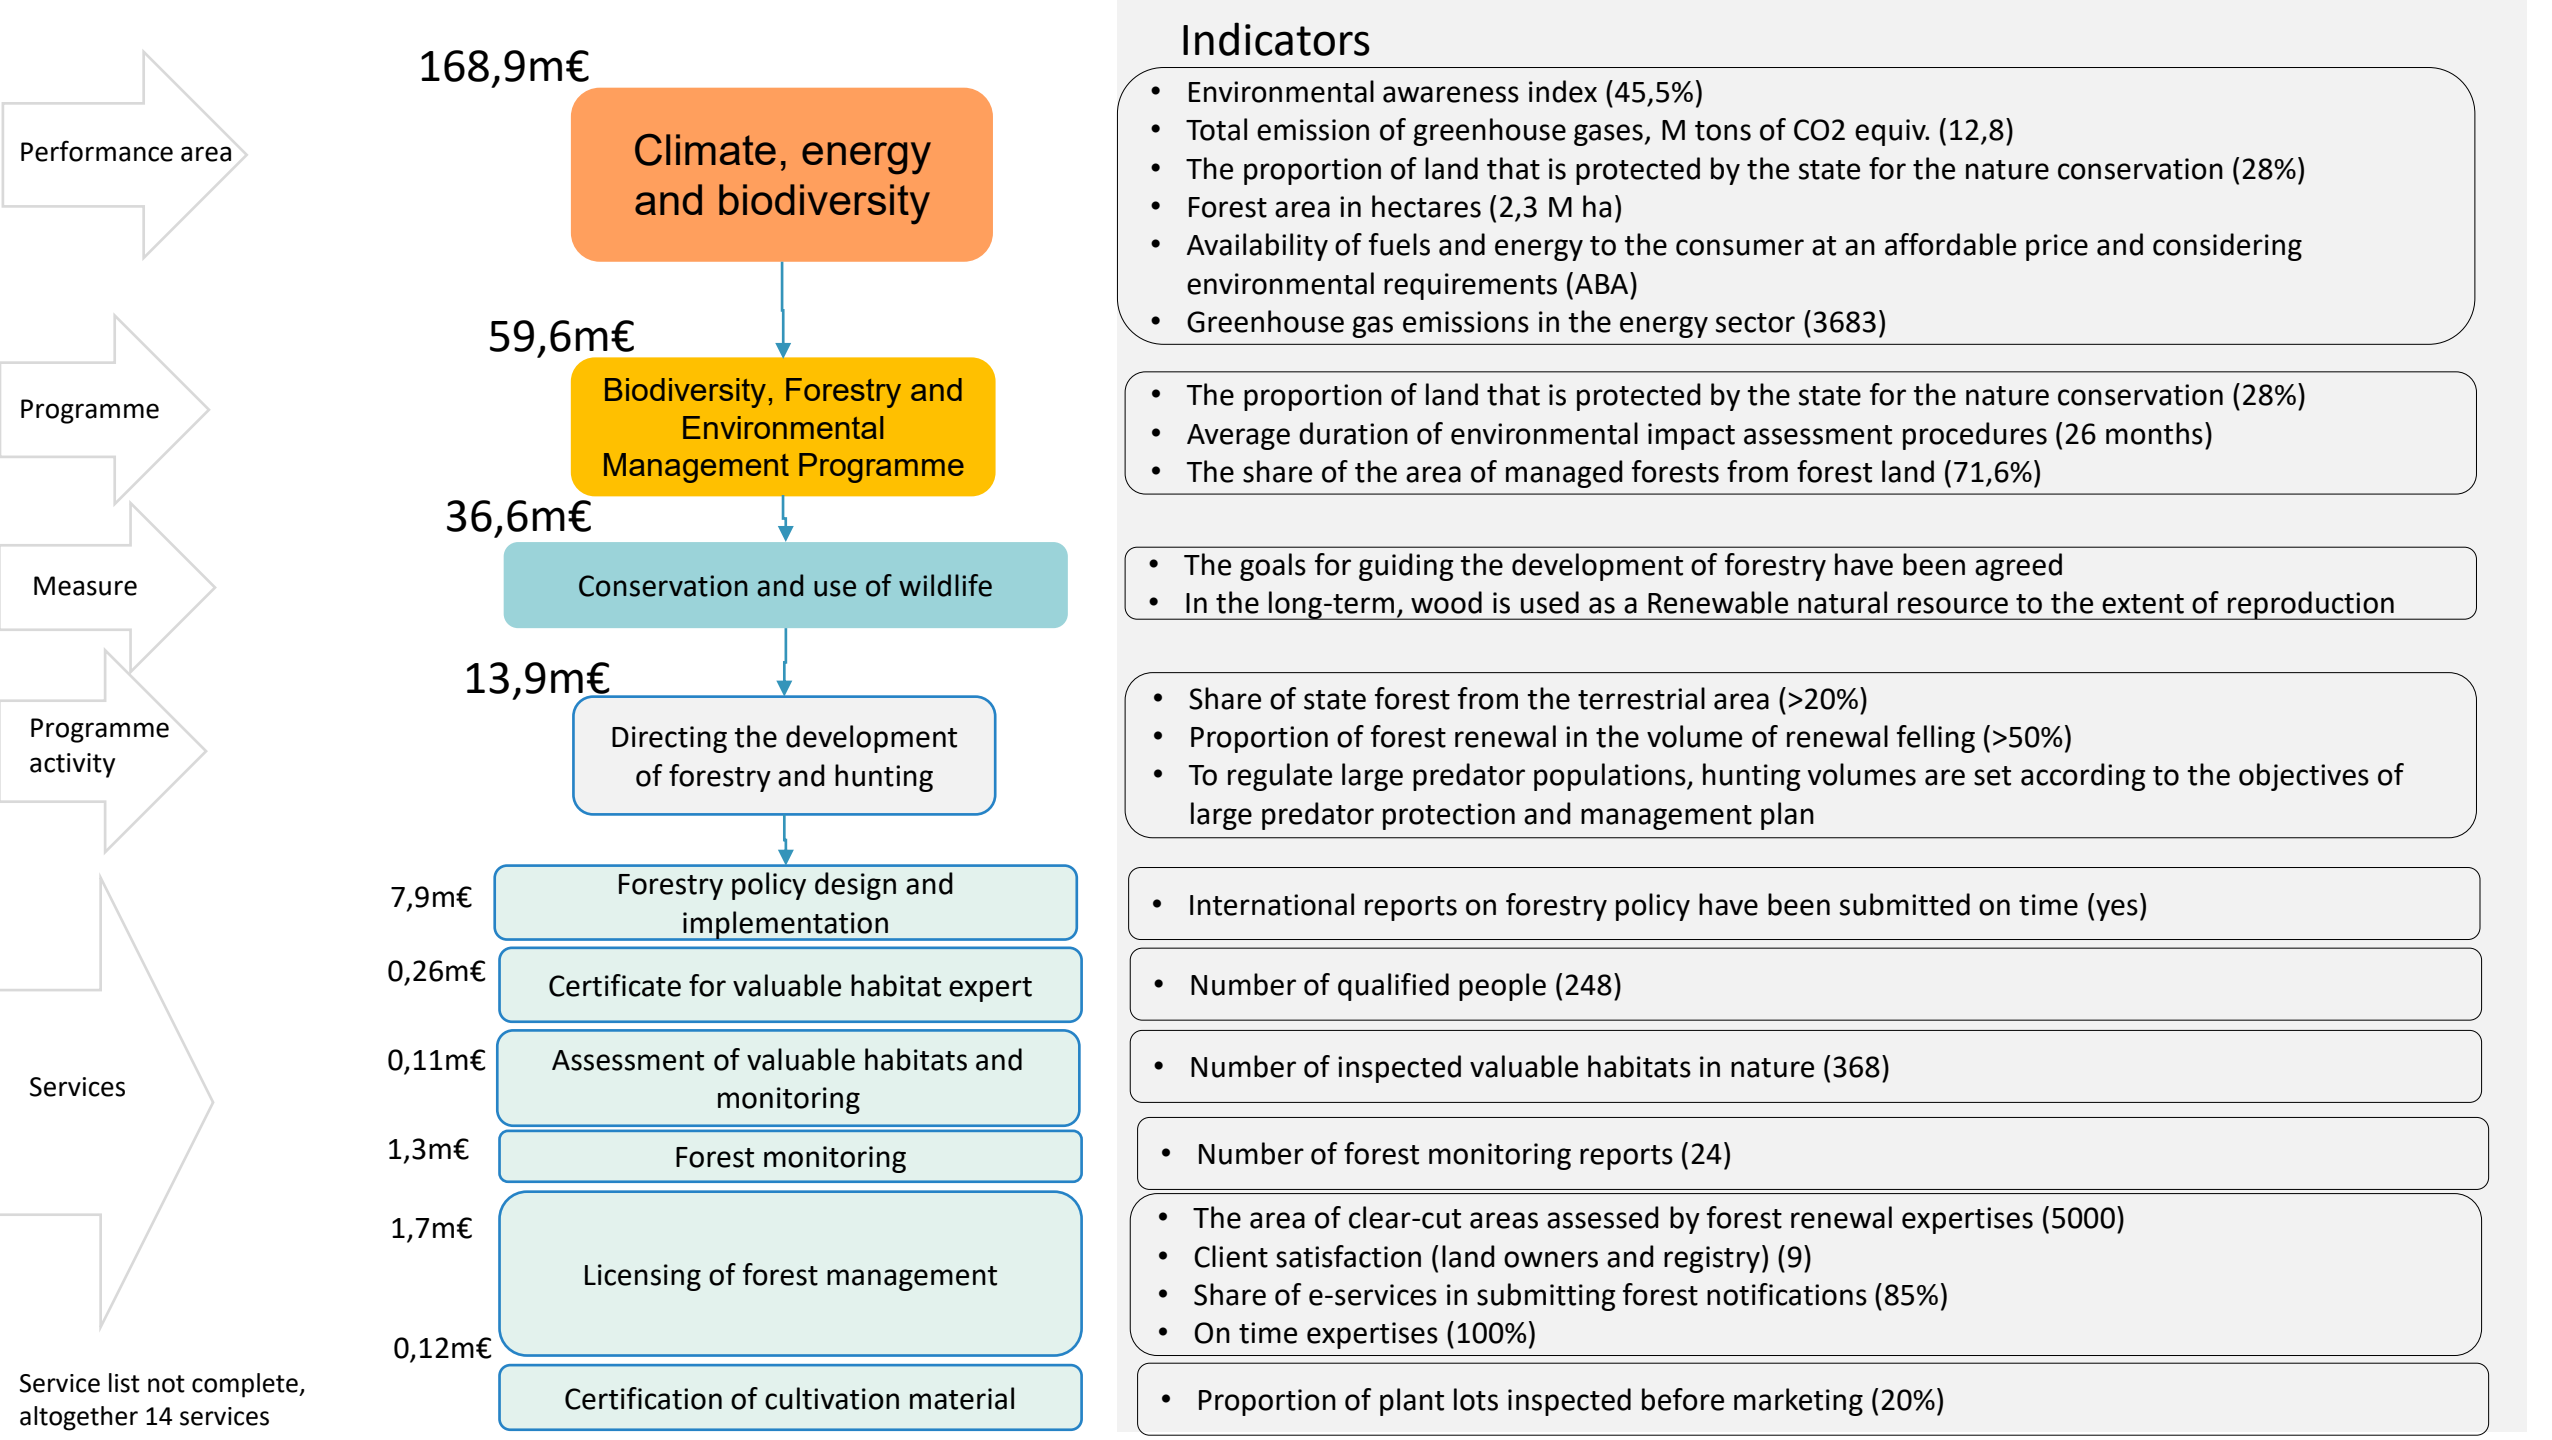 Indicators
Performance area
168,9m€
Climate, energy
and biodiversity
• Environmental awareness index (45,5%)
• Total emission of greenhouse gases, M tons of CO2 equiv. (12,8)
• The proportion of land that is protected by the state for the nature conservation (28%)
• Forest area in hectares (2,3 M ha)
• Availability of fuels and energy to the consumer at an affordable price and considering
environmental requirements (ABA)
• Greenhouse gas emissions in the energy sector (3683)
Programme
59,6m€
Biodiversity, Forestry and
Environmental
Management Programme
• The proportion of land that is protected by the state for the nature conservation (28%)
• Average duration of environmental impact assessment procedures (26 months)
• The share of the area of managed forests from forest land (71,6%)
Measure
36,6m€
Conservation and use of wildlife
• The goals for guiding the development of forestry have been agreed
• In the long-term, wood is used as a Renewable natural resource to the extent of reproduction
Programme
activity
13,9m€
Directing the development
of forestry and hunting
• Share of state forest from the terrestrial area (>20%)
• Proportion of forest renewal in the volume of renewal felling (>50%)
• To regulate large predator populations, hunting volumes are set according to the objectives of
large predator protection and management plan
Services
7,9m€
Forestry policy design and
implementation
• International reports on forestry policy have been submitted on time (yes)
0,26m€
Certificate for valuable habitat expert
• Number of qualified people (248)
0,11m€
Assessment of valuable habitats and
monitoring
• Number of inspected valuable habitats in nature (368)
1,3m€
Forest monitoring
• Number of forest monitoring reports (24)
1,7m€
Licensing of forest management
• The area of clear-cut areas assessed by forest renewal expertises (5000)
• Client satisfaction (land owners and registry) (9)
• Share of e-services in submitting forest notifications (85%)
• On time expertises (100%)
0,12m€
Certification of cultivation material
• Proportion of plant lots inspected before marketing (20%)
Service list not complete,
altogether 14 services